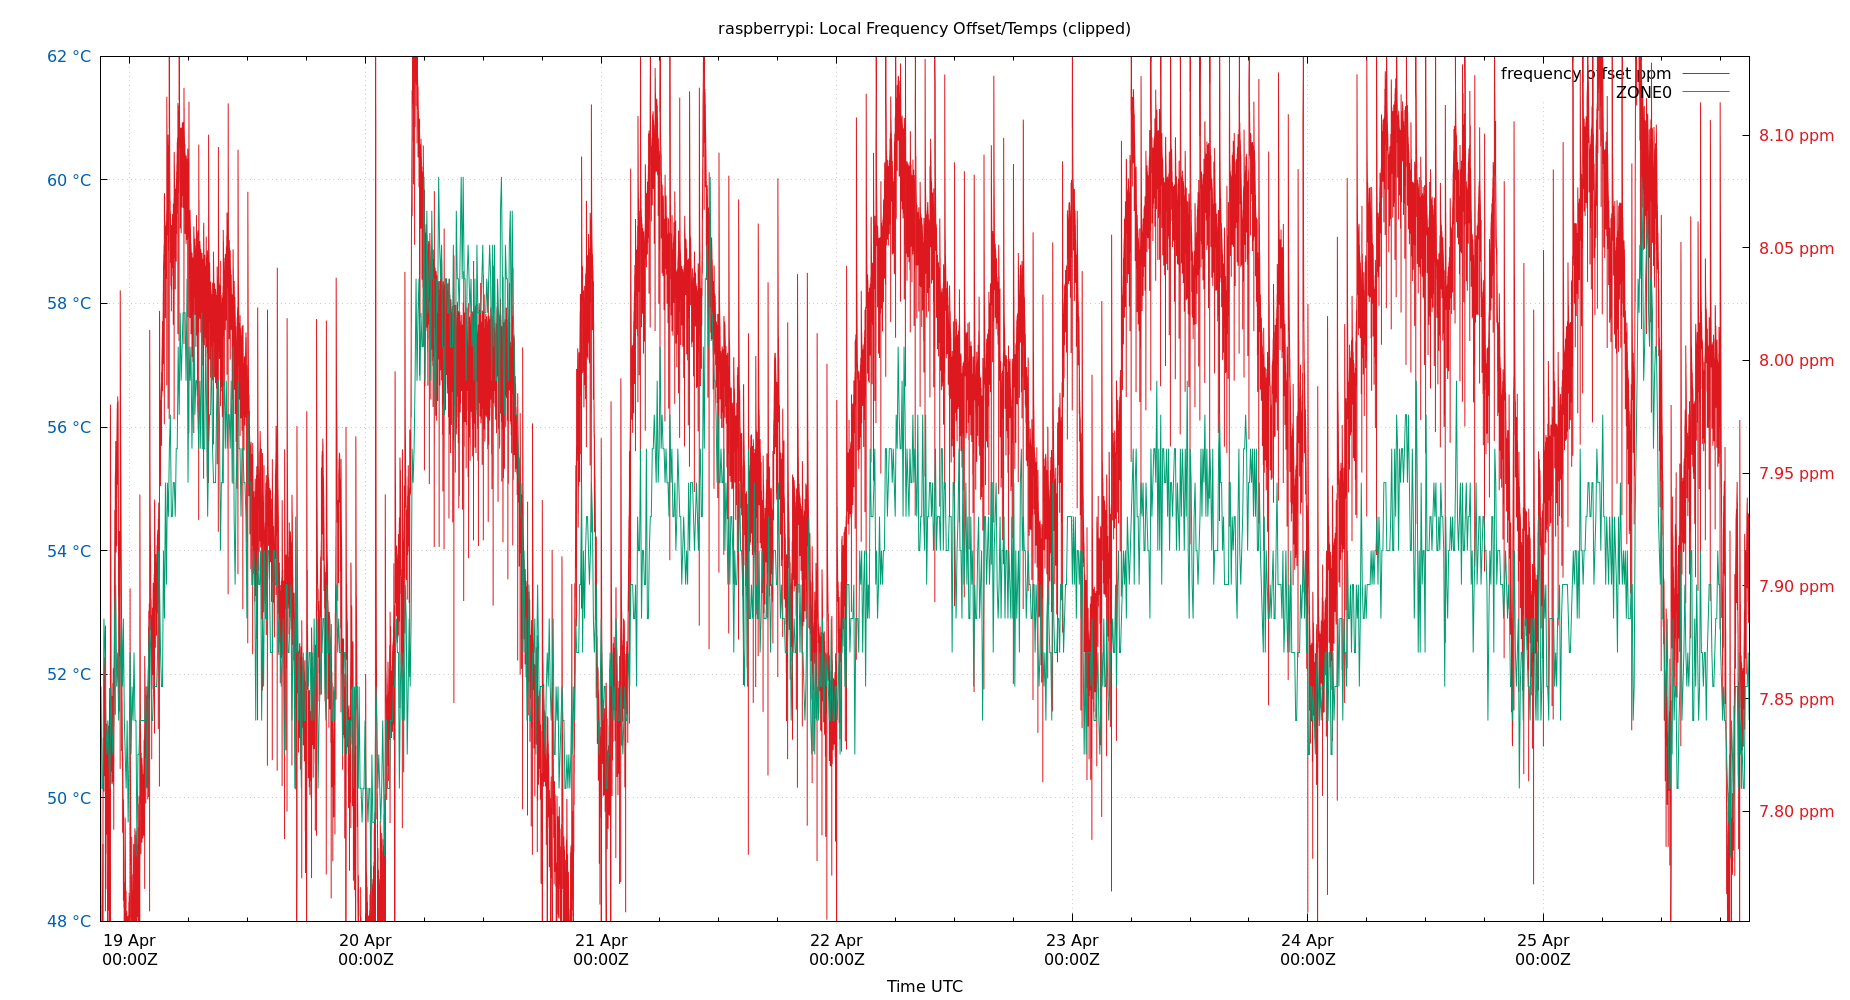 raspberrypi: Local Frequency Offset/Temps (clipped)
62 °C
60 °C
58 °C
56 °C
54 °C
52 °C
50 °C
48 °C
frequency offset ppm
ZONE0
8.10 ppm
8.05 ppm
8.00 ppm
7.95 ppm
7.90 ppm
7.85 ppm
7.80 ppm
19 Apr
00:00Z
20 Apr
00:00Z
21 Apr
00:00Z
22 Apr
00:00Z
23 Apr
00:00Z
24 Apr
00:00Z
25 Apr
00:00Z
Time UTC